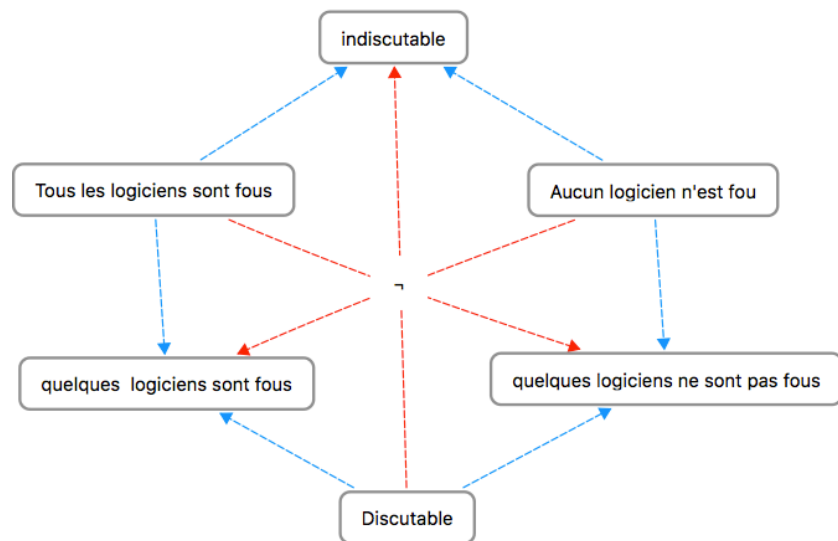 indiscutable
Tous les logiciens sont fous
Aucun logicien n'est fou
¬
quelques  logiciens sont fous
quelques logiciens ne sont pas fous
Discutable